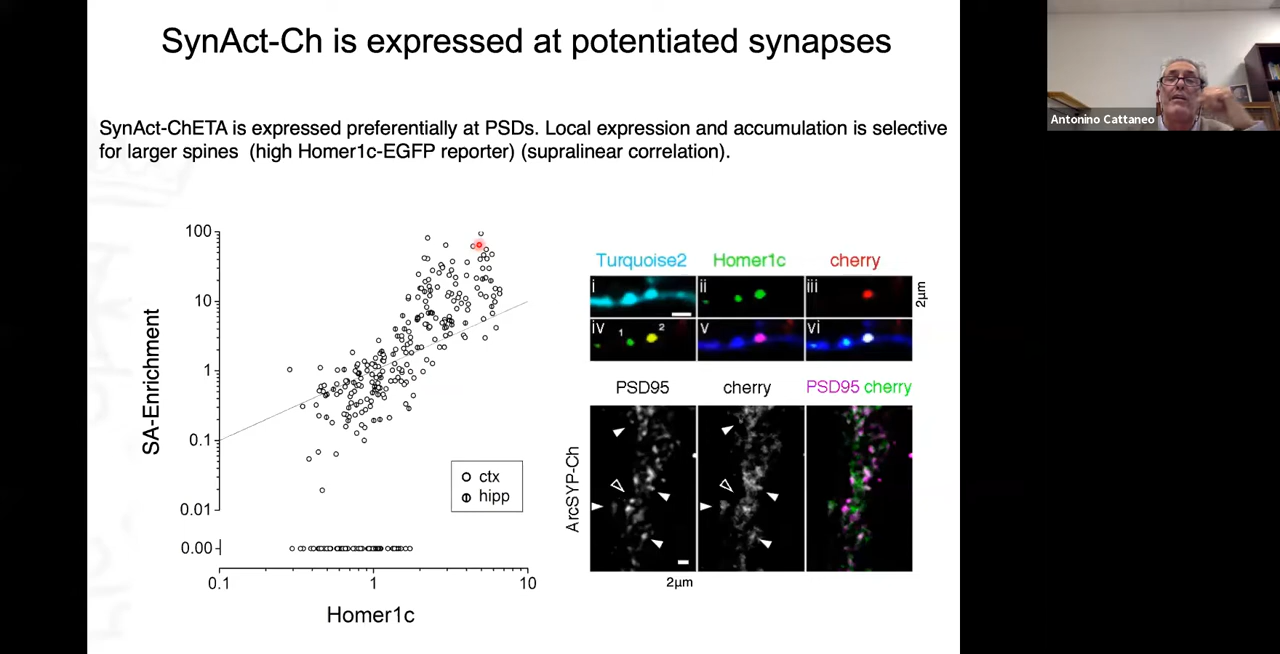 SynAct-Ch is expressed at potentiated synapses
Antonino Cattaneo
SynAct-ChETA is expressed preferentially at PSDs. Local expression and accumulation is selective
for larger spines (high Homer1c-EGFP reporter) (supralinear correlation).
100
10
1
0.1
0.01
0.00
SA-Enrichment
ctx
hipp
0.1
1
10
Homer1c
Turquoise2
Homer1c
cherry
i
ii
iii
2µm
iv
1
2
v
vi
PSD95
cherry
PSD95 cherry
ArcSYP-Ch
2µm